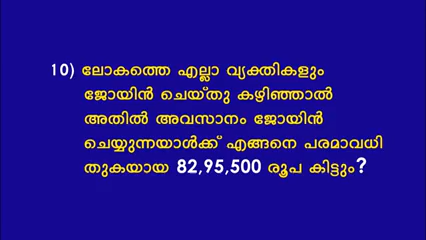 10) ലോകത്തെ എല്ലാ വ്യക്തികളും
ജോയിൻ ചെയ്തു കഴിഞ്ഞാൽ
അതിൽ അവസാനം ജോയിൻ
ചെയ്യുന്നയാൾക്ക് എങ്ങനെ പരമാവധി
തുകയായ 82,95,500 രൂപ കിട്ടും?